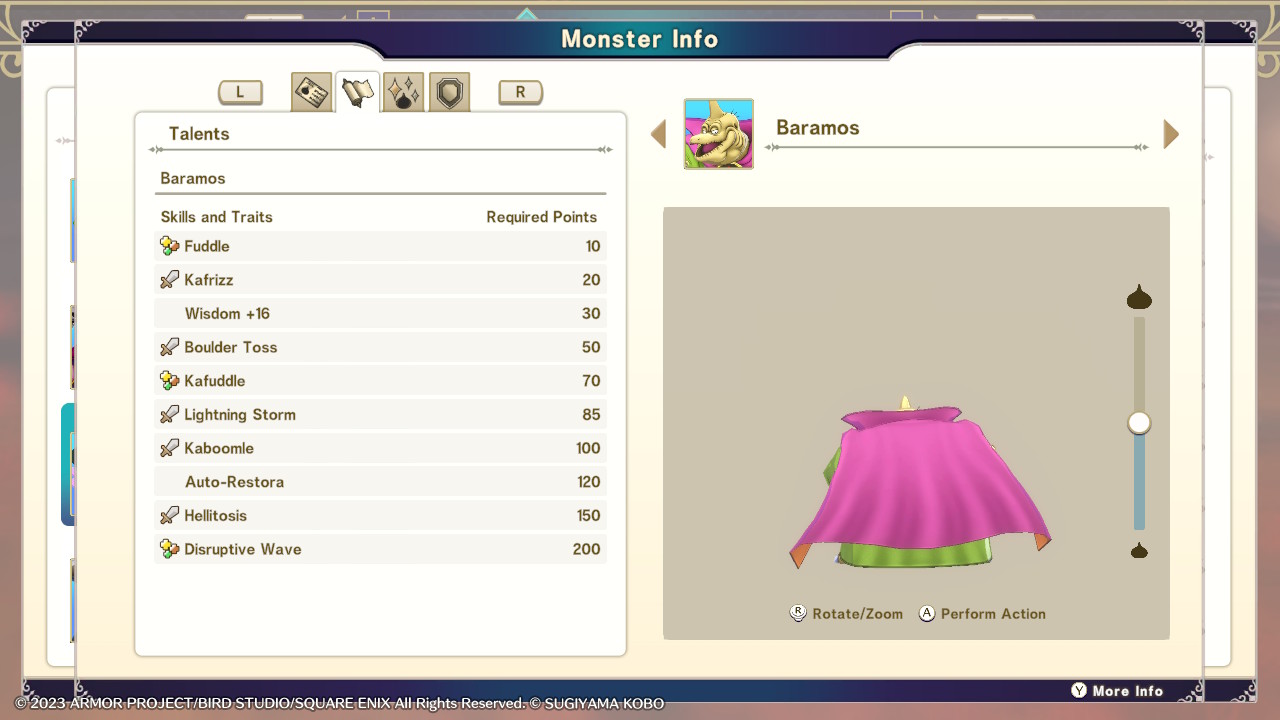 Monster Info
L
R
Talents
Baramos
Skills and Traits Required Points
Fuddle 10
Kafrizz 20
Wisdom +16 30
Boulder Toss 50
Kafuddle 70
Lightning Storm 85
Kaboomle 100
Auto-Restora 120
Hellitosis 150
Disruptive Wave 200
Baramos
R Rotate/Zoom A Perform Action
Y More Info
© 2023 ARMOR PROJECT/BIRD STUDIO/SQUARE ENIX All Rights Reserved. © SUGIYAMA KOBO